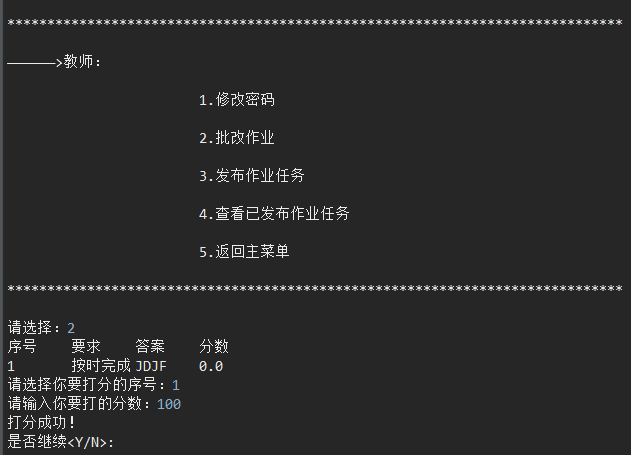 *****************************************************************************
——————>教师:
1.修改密码
2.批改作业
3.发布作业任务
4.查看已发布作业任务
5.返回主菜单
*****************************************************************************
请选择: 2
序号 要求 答案 分数
1 按时完成 JDJF 0.0
请选择你要打分的序号: 1
请输入你要打的分数: 100
打分成功!
是否继续<Y/N>: